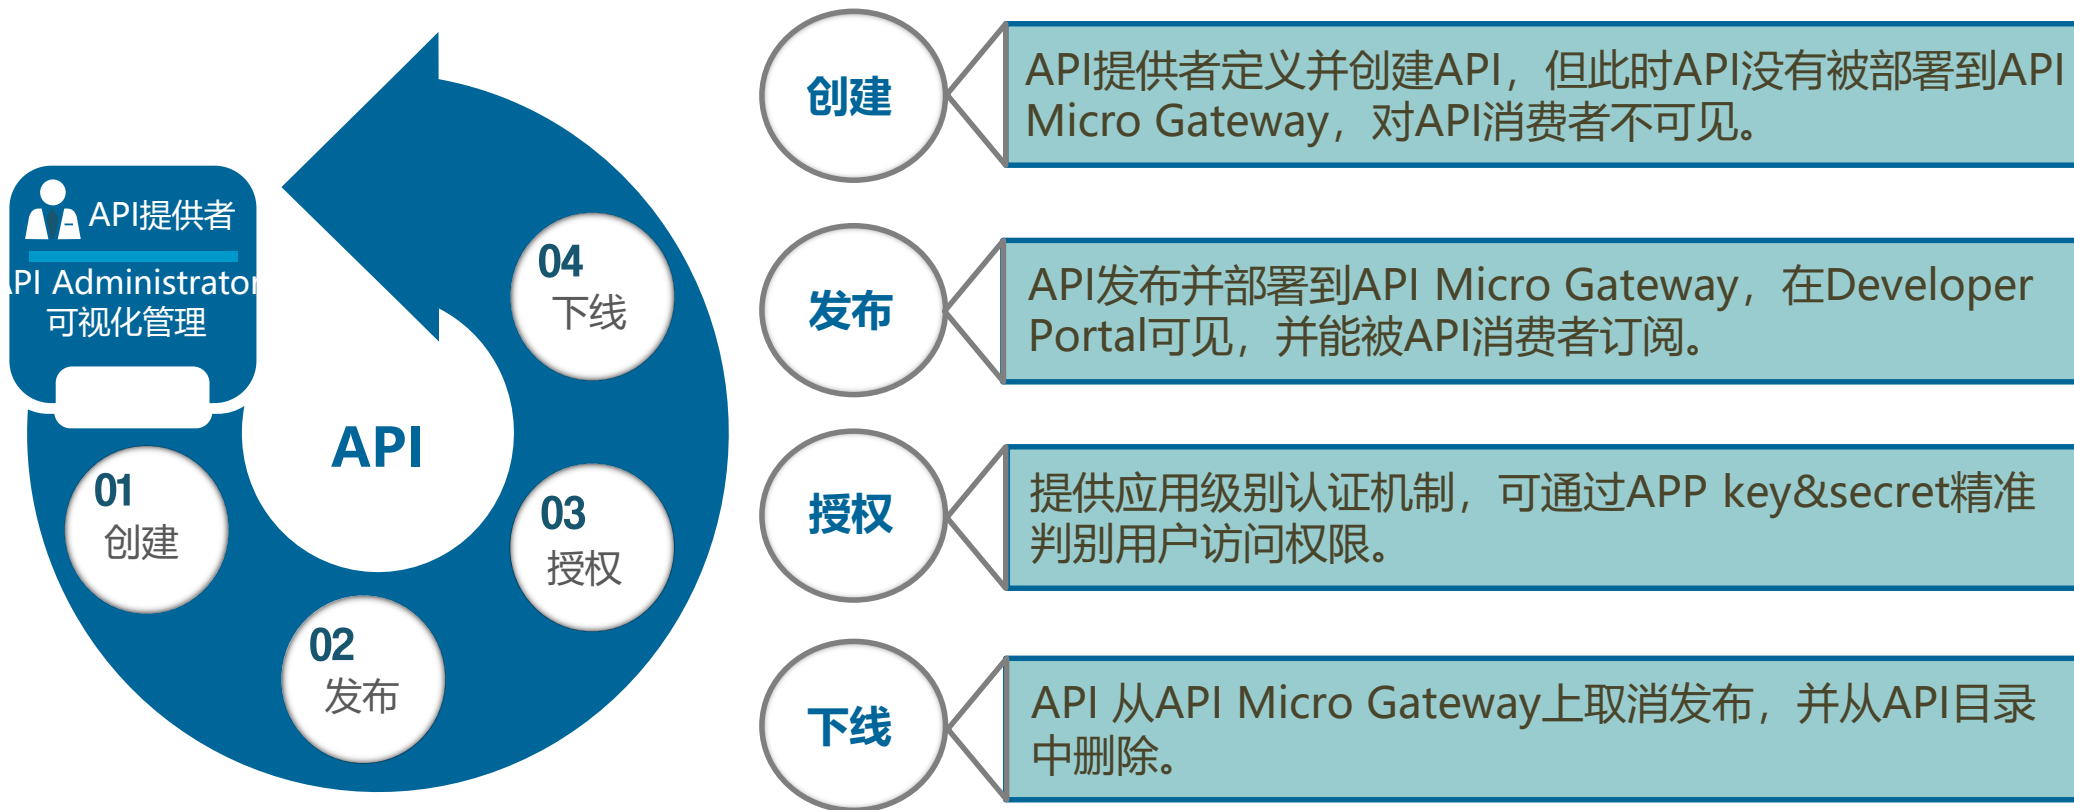 API提供者
PI Administrator
可视化管理
API
01
创建
02
发布
03
授权
04
下线
创建
API提供者定义并创建API，但此时API没有被部署到API
Micro Gateway，对API消费者不可见。
发布
API发布并部署到API Micro Gateway，在Developer
Portal可见，并能被API消费者订阅。
授权
提供应用级别认证机制，可通过APP key&secret精准
判别用户访问权限。
下线
API 从API Micro Gateway上取消发布，并从API目录
中删除。